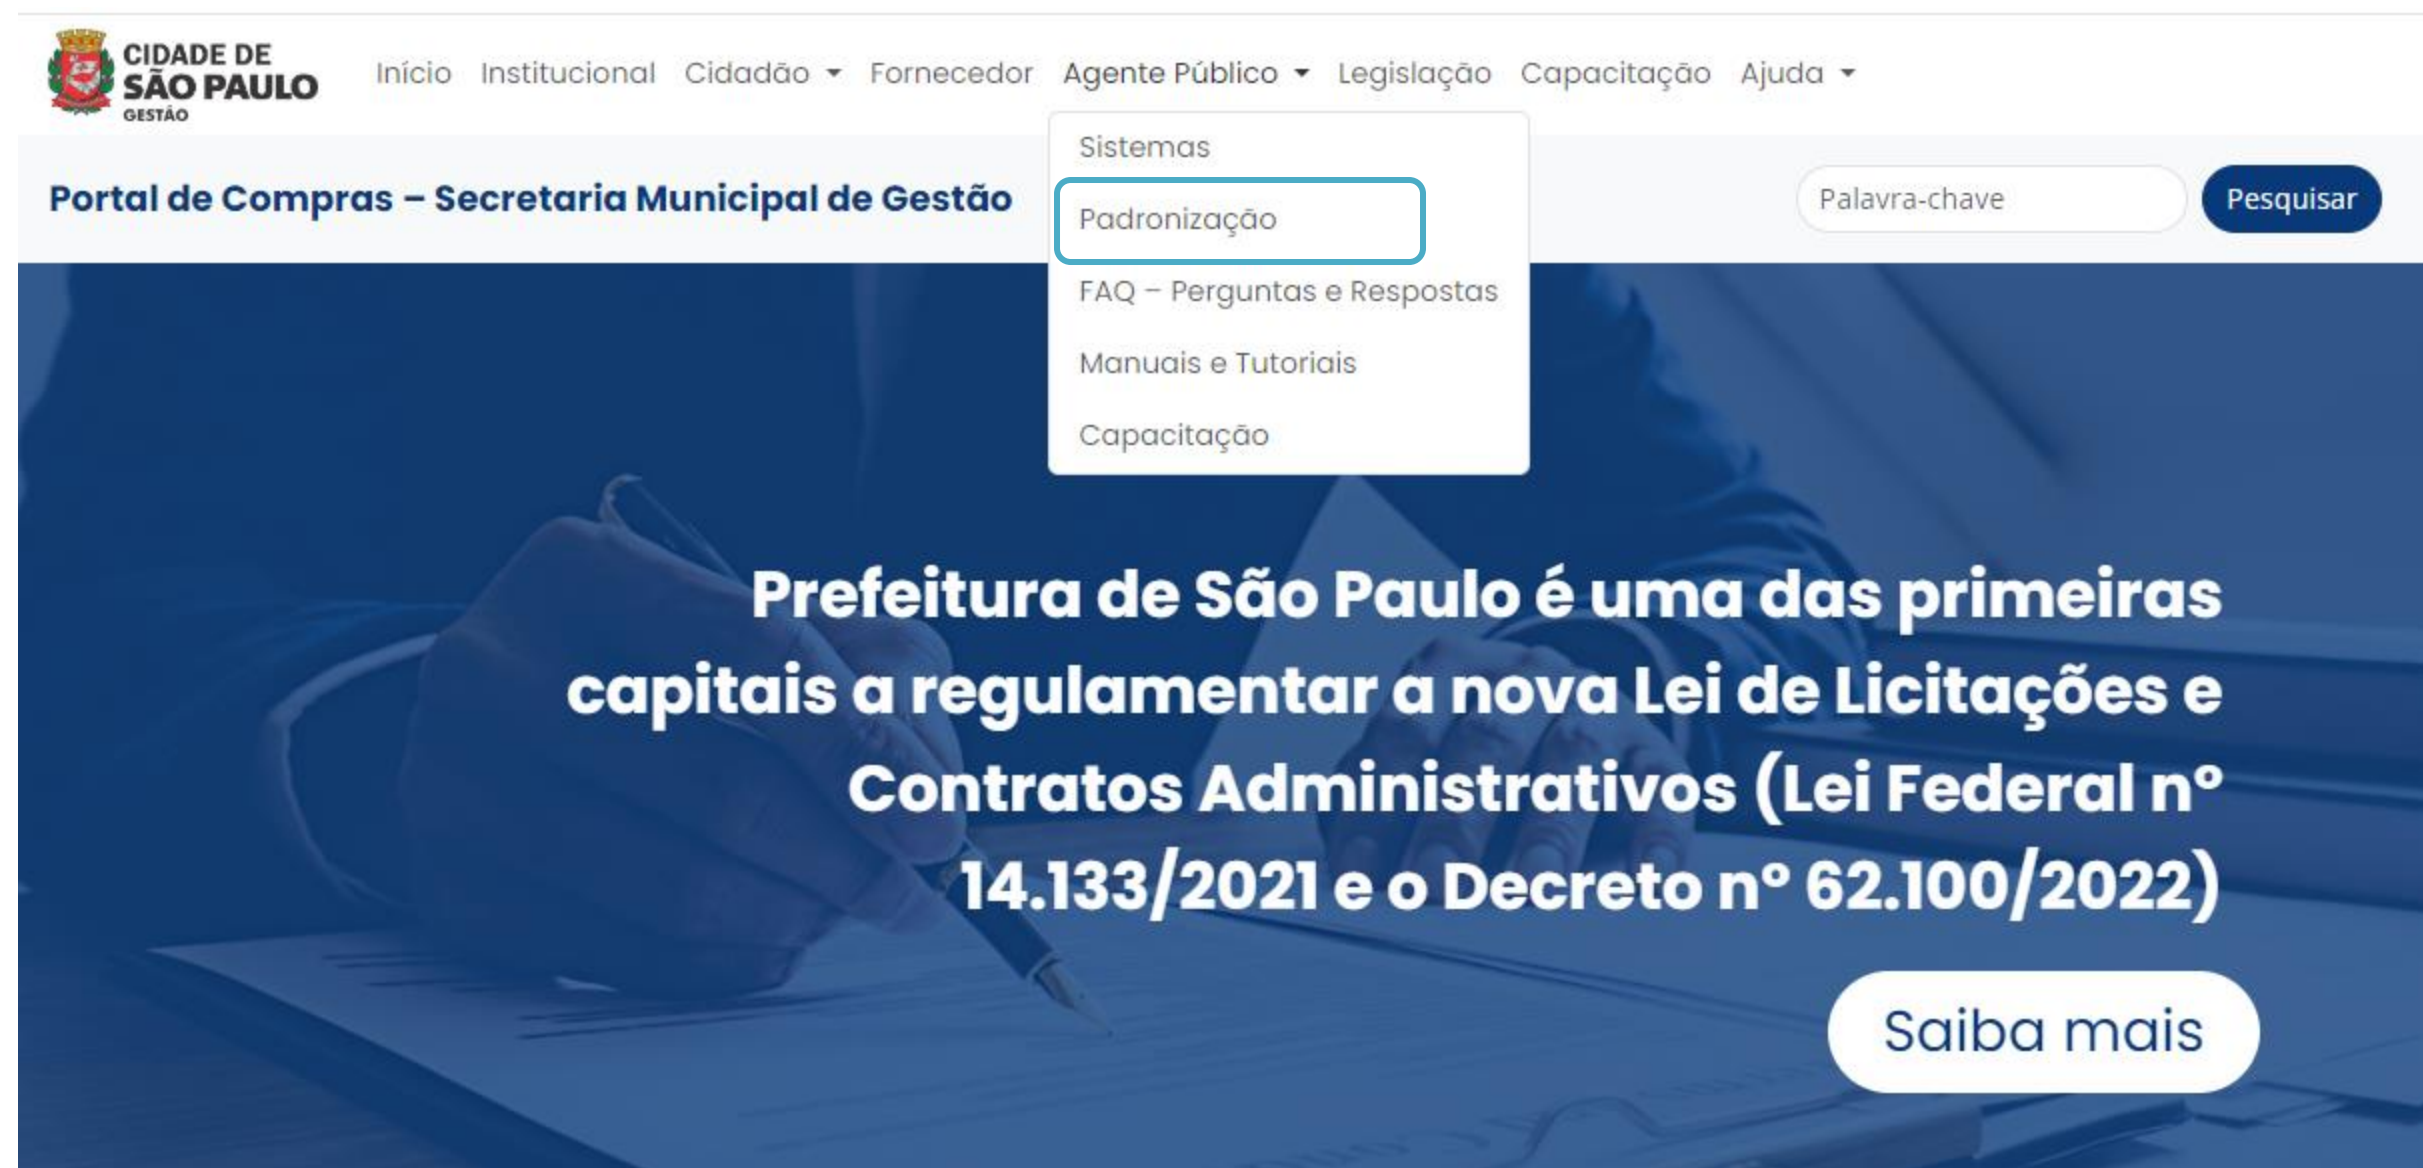 CIDADE DE
SÃO PAULO
GESTÃO
Início Institucional Cidadão Fornecedor Agente Público Legislação Capacitação Ajuda
Sistemas
Padronização
FAQ – Perguntas e Respostas
Manuais e Tutoriais
Capacitação
Portal de Compras – Secretaria Municipal de Gestão
Palavra-chave
Pesquisar
Prefeitura de São Paulo é uma das primeiras
capitais a regulamentar a nova Lei de Licitações e
Contratos Administrativos (Lei Federal nº
14.133/2021 e o Decreto nº 62.100/2022)
Saiba mais